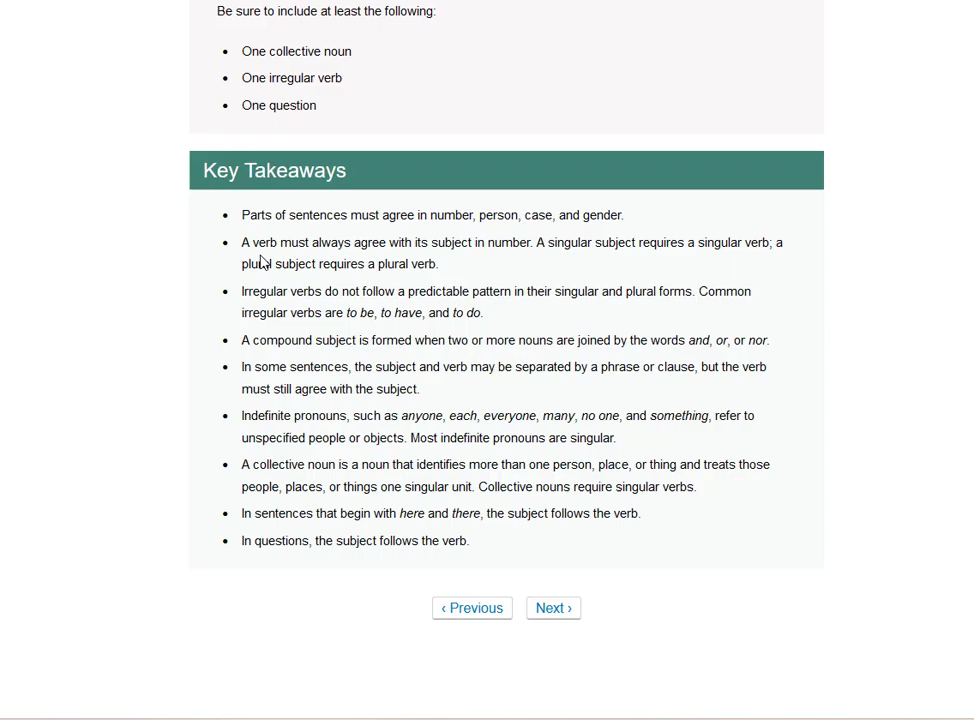 Be sure to include at least the following:
• One collective noun
• One irregular verb
• One question
Key Takeaways
• Parts of sentences must agree in number, person, case, and gender.
• A verb must always agree with its subject in number. A singular subject requires a singular verb; a
plural subject requires a plural verb.
• Irregular verbs do not follow a predictable pattern in their singular and plural forms. Common
irregular verbs are to be, to have, and to do.
• A compound subject is formed when two or more nouns are joined by the words and, or, or nor.
• In some sentences, the subject and verb may be separated by a phrase or clause, but the verb
must still agree with the subject.
• Indefinite pronouns, such as anyone, each, everyone, many, no one, and something, refer to
unspecified people or objects. Most indefinite pronouns are singular.
• A collective noun is a noun that identifies more than one person, place, or thing and treats those
people, places, or things one singular unit. Collective nouns require singular verbs.
• In sentences that begin with here and there, the subject follows the verb.
• In questions, the subject follows the verb.
‹ Previous Next ›